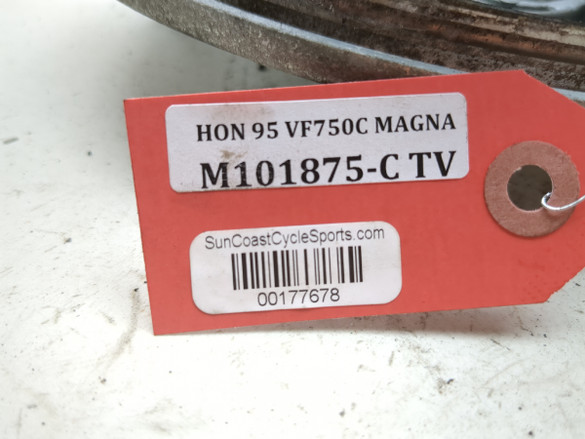 HON 95 VF750C MAGNA
M101875-C TV
SunCoastCycleSports.com
00177678